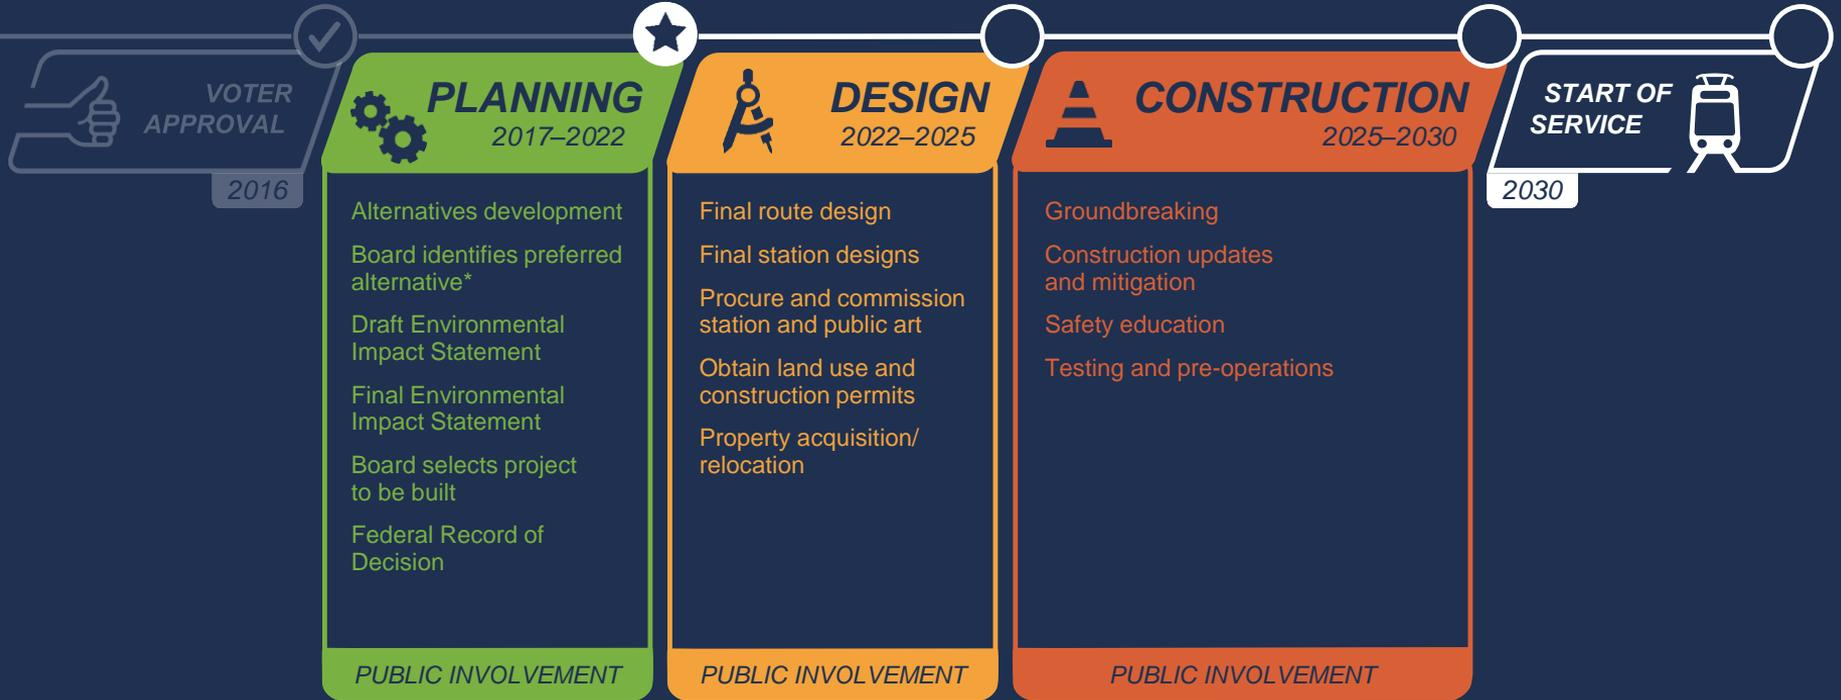 VOTER
APPROVAL
2016
PLANNING
2017–2022
Alternatives development
Board identifies preferred
alternative*
Draft Environmental
Impact Statement
Final Environmental
Impact Statement
Board selects project
to be built
Federal Record of
Decision
PUBLIC INVOLVEMENT
DESIGN
2022–2025
Final route design
Final station designs
Procure and commission
station and public art
Obtain land use and
construction permits
Property acquisition/
relocation
PUBLIC INVOLVEMENT
CONSTRUCTION
2025–2030
Groundbreaking
Construction updates
and mitigation
Safety education
Testing and pre-operations
PUBLIC INVOLVEMENT
START OF
SERVICE
2030